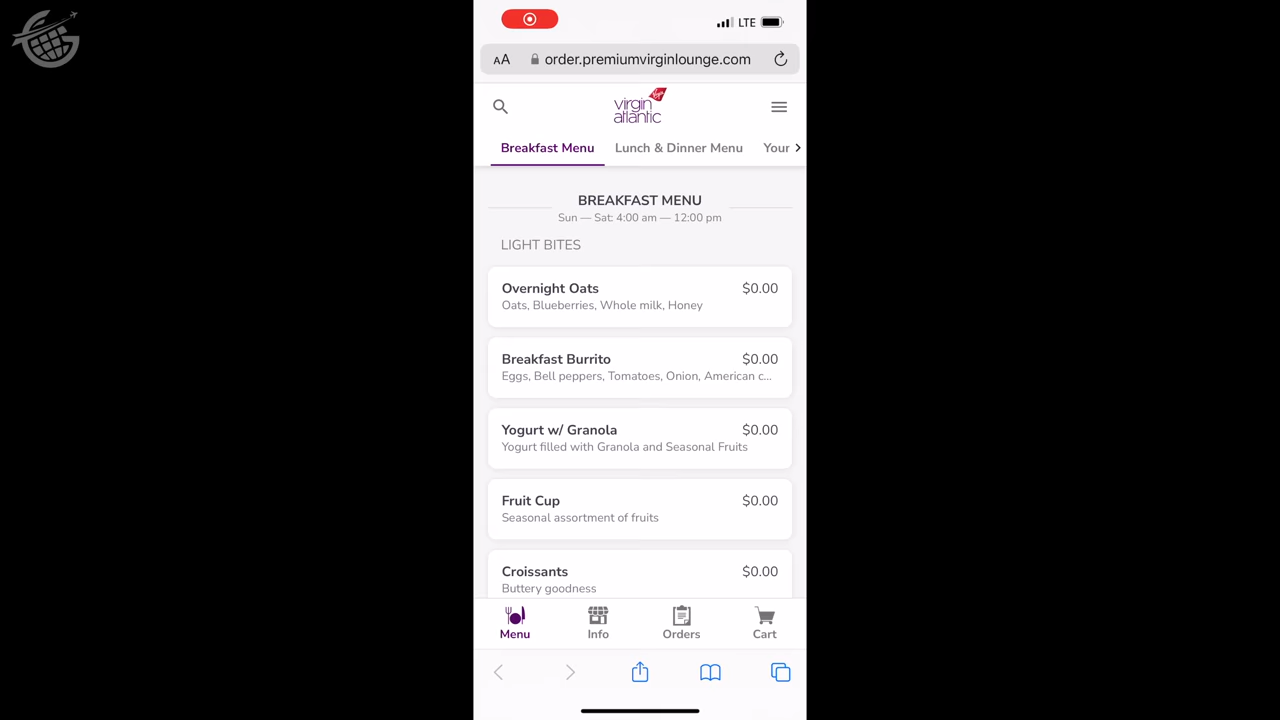 LTE
AA order.premiumvirginlounge.com
virgin atlantic
Breakfast Menu Lunch & Dinner Menu Your
BREAKFAST MENU
Sun — Sat: 4:00 am — 12:00 pm
LIGHT BITES
Overnight Oats $0.00
Oats, Blueberries, Whole milk, Honey
Breakfast Burrito $0.00
Eggs, Bell peppers, Tomatoes, Onion, American c...
Yogurt w/ Granola $0.00
Yogurt filled with Granola and Seasonal Fruits
Fruit Cup $0.00
Seasonal assortment of fruits
Croissants $0.00
Buttery goodness
Menu Info Orders Cart